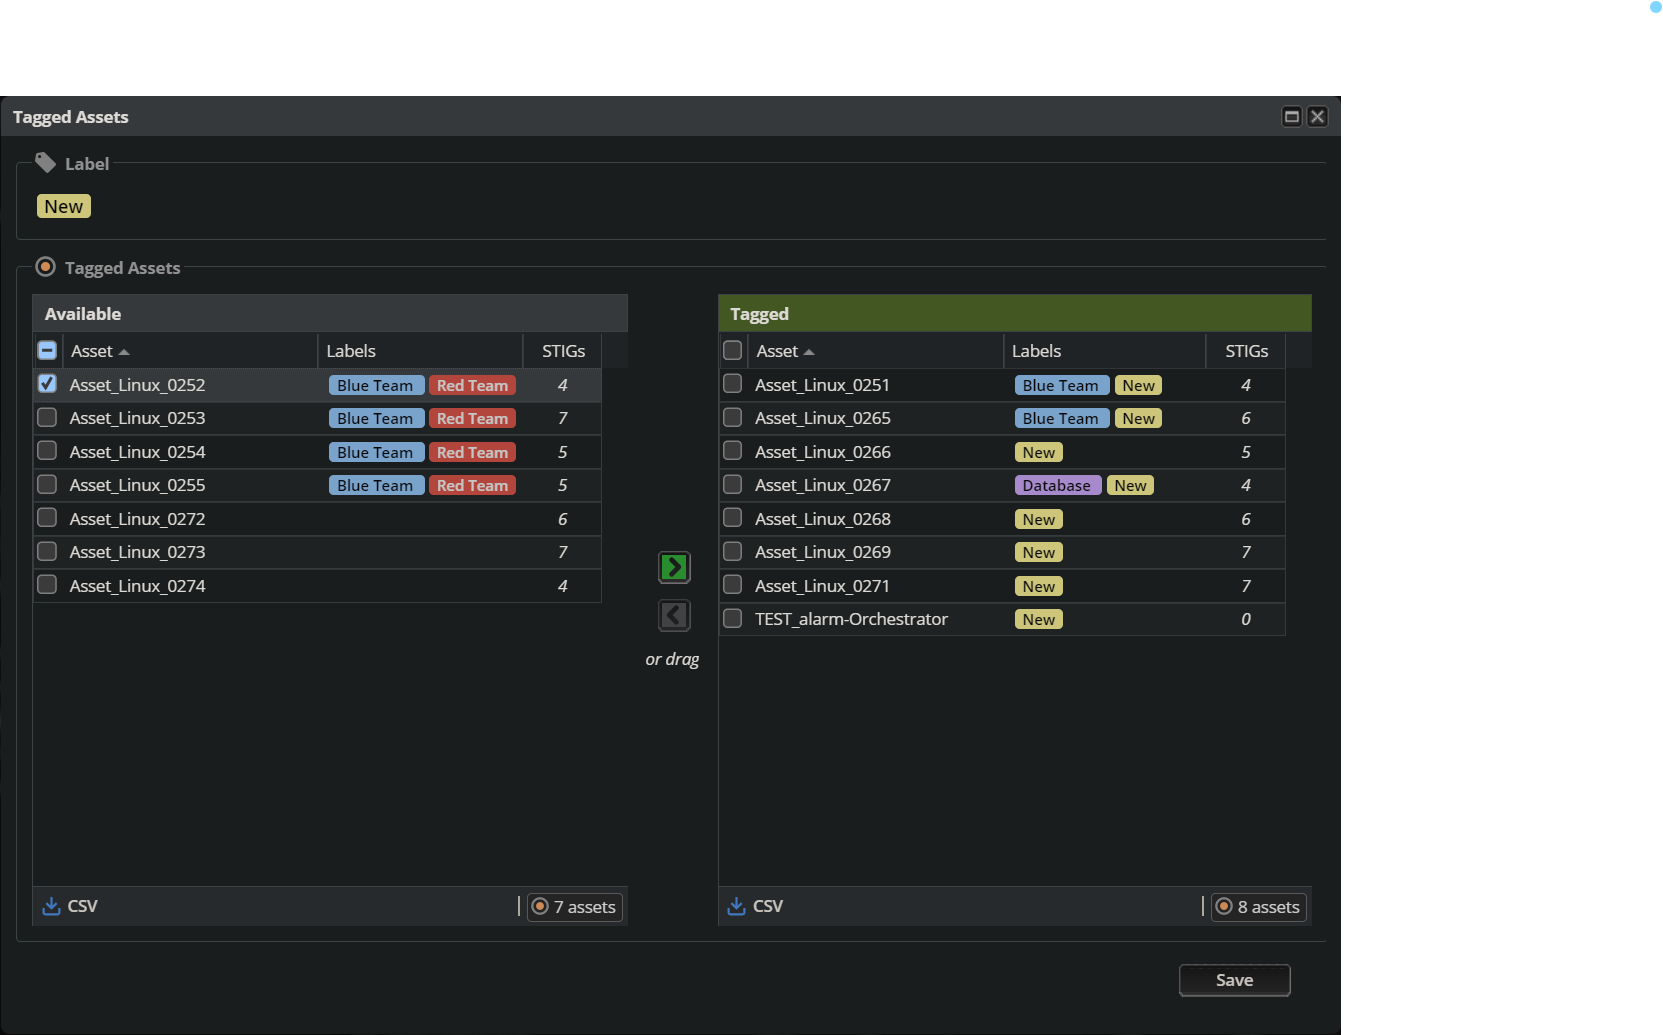 Tagged Assets
Label
New
Tagged Assets
Available
Asset Labels STIGs
Asset_Linux_0252 Blue Team Red Team 4
Asset_Linux_0253 Blue Team Red Team 7
Asset_Linux_0254 Blue Team Red Team 5
Asset_Linux_0255 Blue Team Red Team 5
Asset_Linux_0272 6
Asset_Linux_0273 7
Asset_Linux_0274 4
CSV 7 assets
or drag
Tagged
Asset Labels STIGs
Asset_Linux_0251 Blue Team New 4
Asset_Linux_0265 Blue Team New 6
Asset_Linux_0266 New 5
Asset_Linux_0267 Database New 4
Asset_Linux_0268 New 6
Asset_Linux_0269 New 7
Asset_Linux_0271 New 7
TEST_alarm-Orchestrator New 0
CSV 8 assets
Save